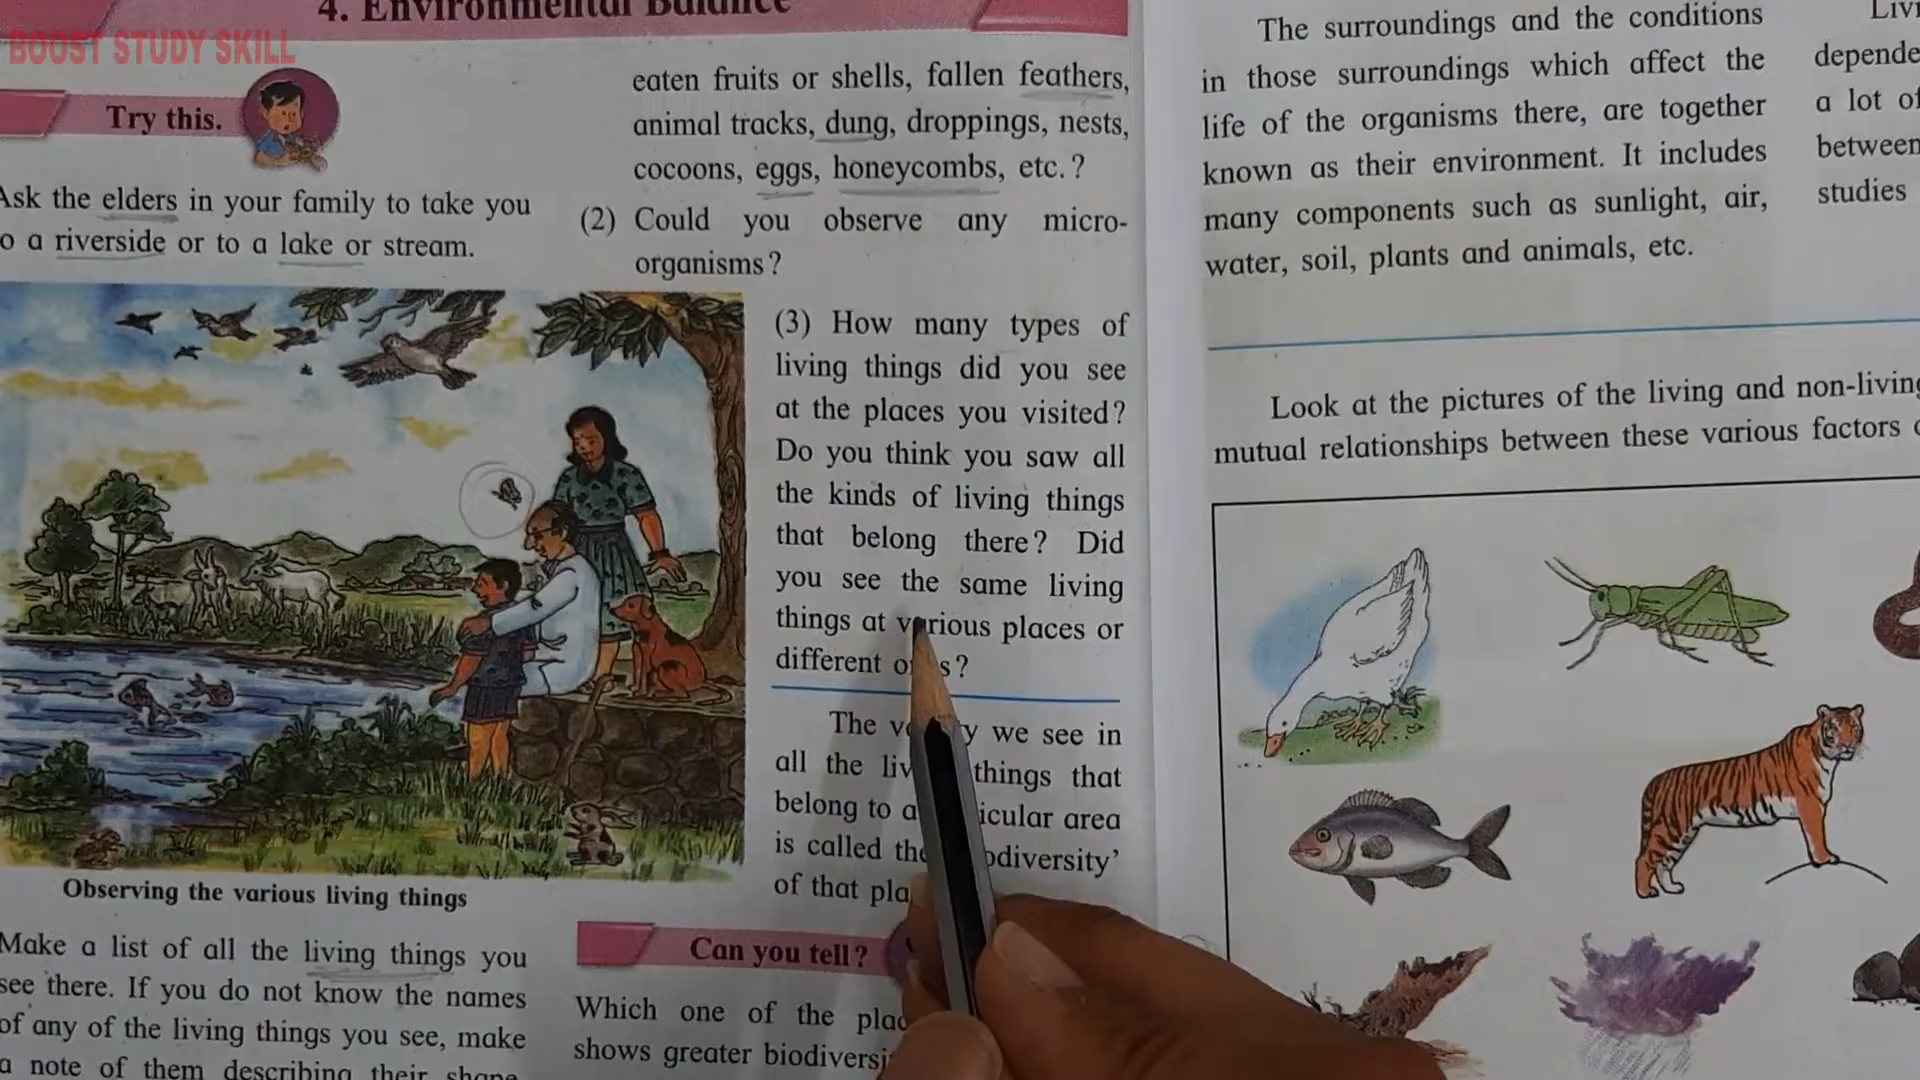 4. Environmental Balance
BOOST STUDY SKILL
Try this.
Ask the elders in your family to take you
o a riverside or to a lake or stream.
Observing the various living things
Make a list of all the living things you
see there. If you do not know the names
of any of the living things you see, make
a note of them describing their shape
eaten fruits or shells, fallen feathers,
animal tracks, dung, droppings, nests,
cocoons, eggs, honeycombs, etc. ?
(2) Could you observe any micro-
organisms ?
(3) How many types of
living things did you see
at the places you visited?
Do you think you saw all
the kinds of living things
that belong there? Did
you see the same living
things at various places or
different o s?
The v y we see in
all the liv things that
belong to a icular area
is called the odiversity’
of that pla
Can you tell?
Which one of the plac
shows greater biodiversi
The surroundings and the conditions
in those surroundings which affect the
life of the organisms there, are together
known as their environment. It includes
many components such as sunlight, air,
water, soil, plants and animals, etc.
Look at the pictures of the living and non-living
mutual relationships between these various factors
Livi
depende
a lot of
between
studies